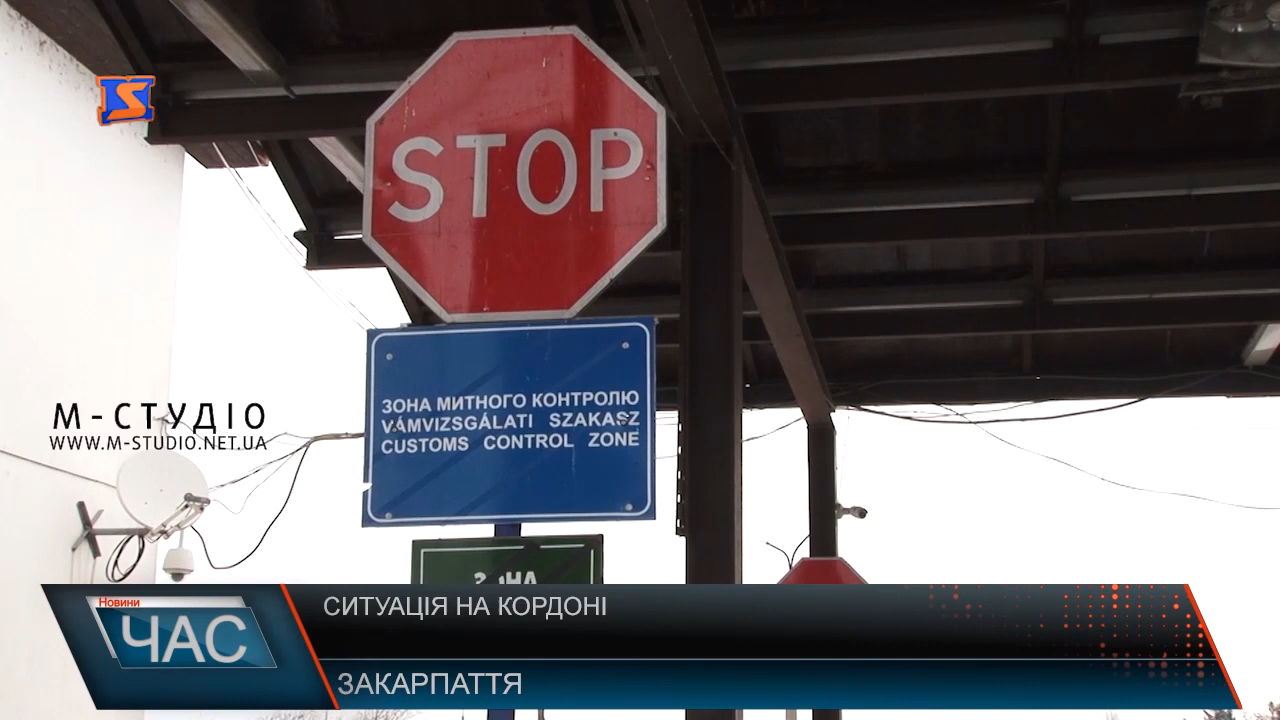 STOP
ЗОНА МИТНОГО КОНТРОЛЮ
VÁMVIZSGÁLATI SZAKASZ
CUSTOMS CONTROL ZONE
М-СТУДІО
WWW.M-STUDIO.NET.UA
Новини
ЧАС
СИТУАЦІЯ НА КОРДОНІ
ЗАКАРПАТТЯ